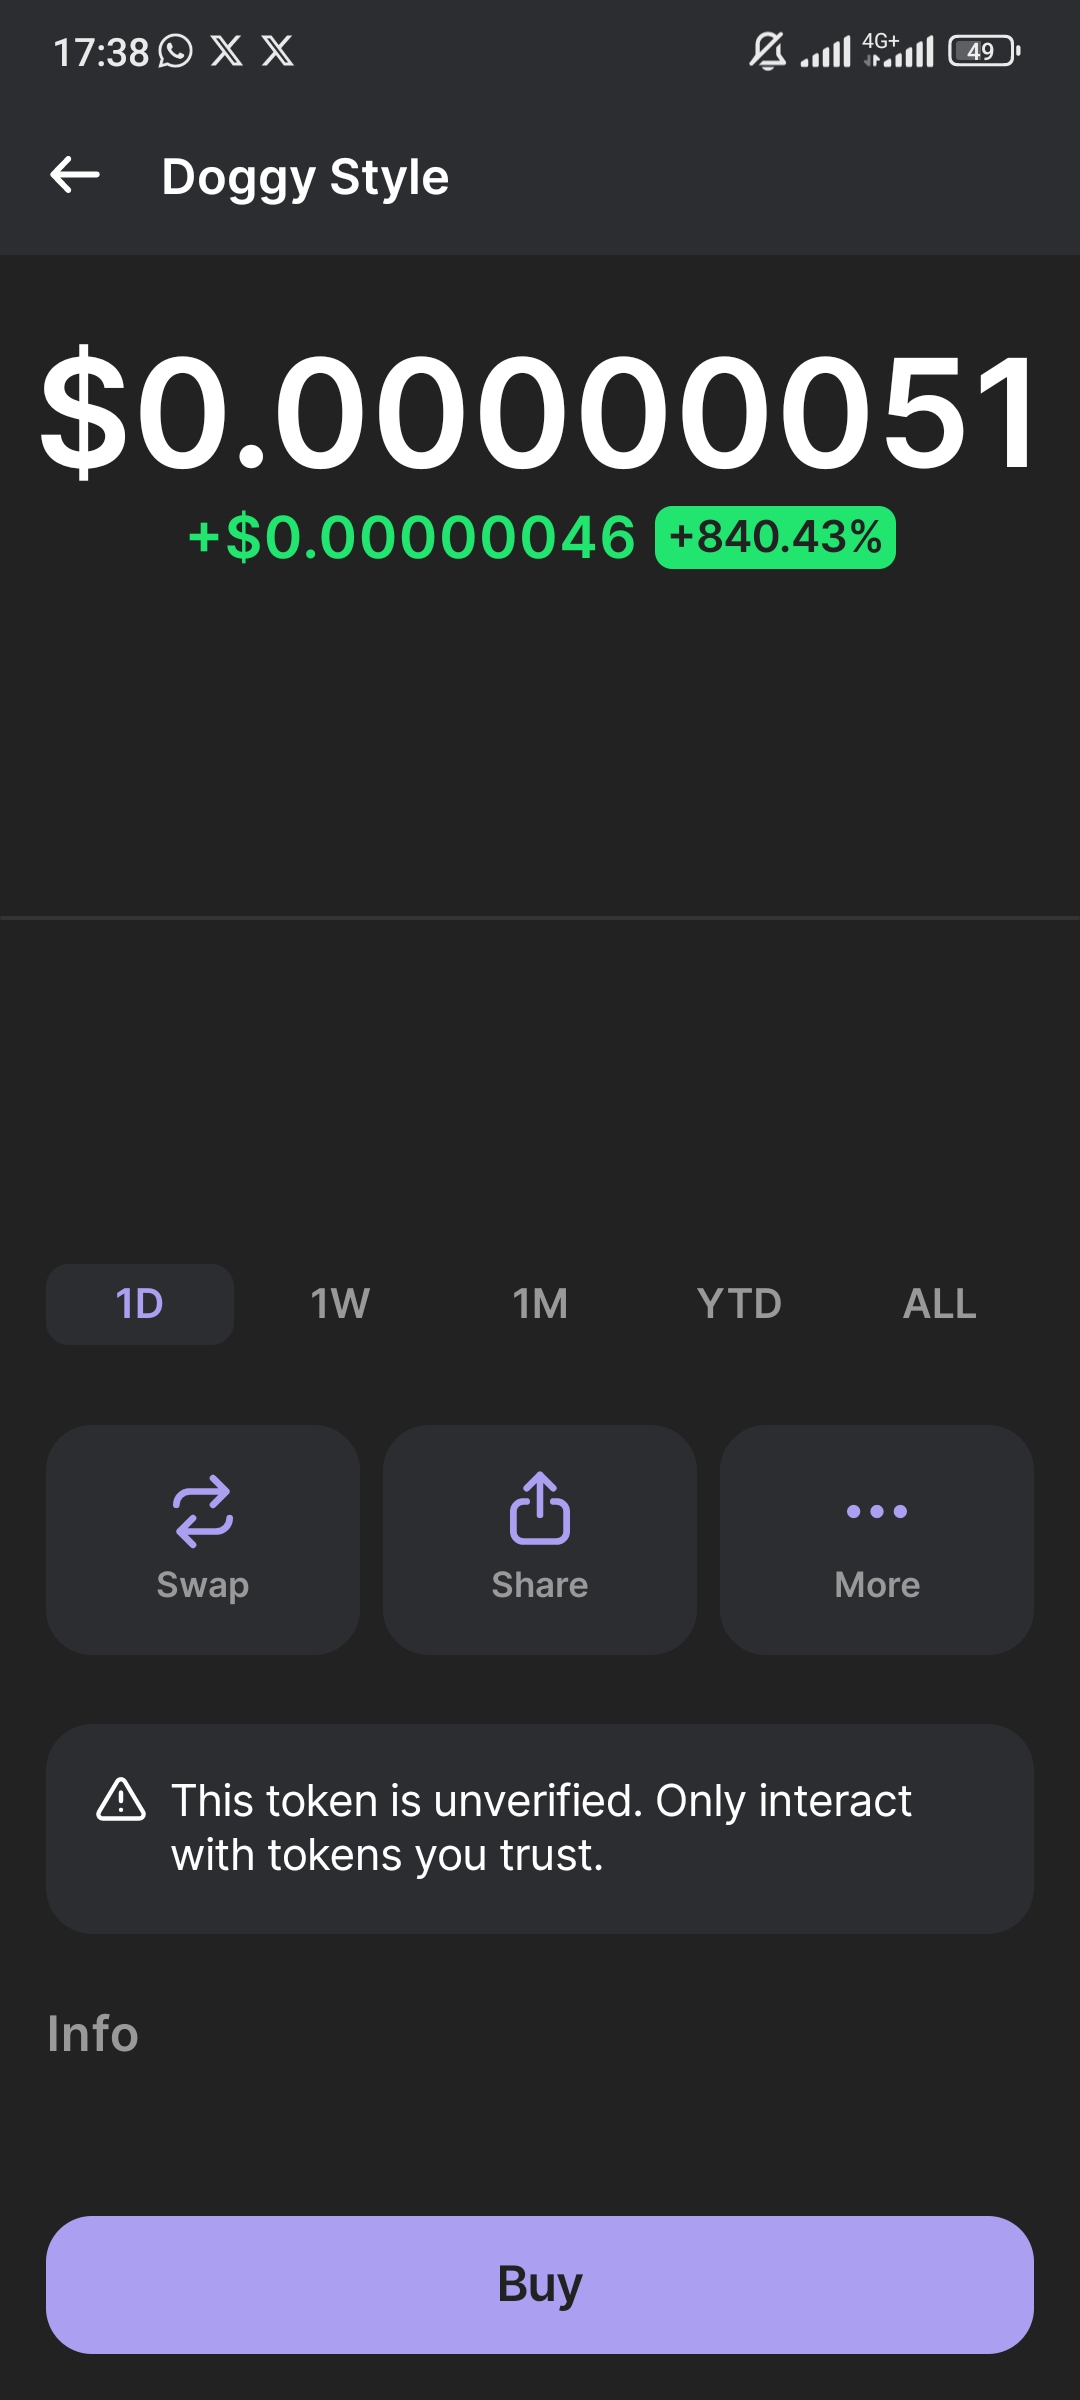 17:38 4G+ 49
Doggy Style
$0.00000051
+$0.00000046 +840.43%
1D 1W 1M YTD ALL
Swap Share More
This token is unverified. Only interact
with tokens you trust.
Info
Buy